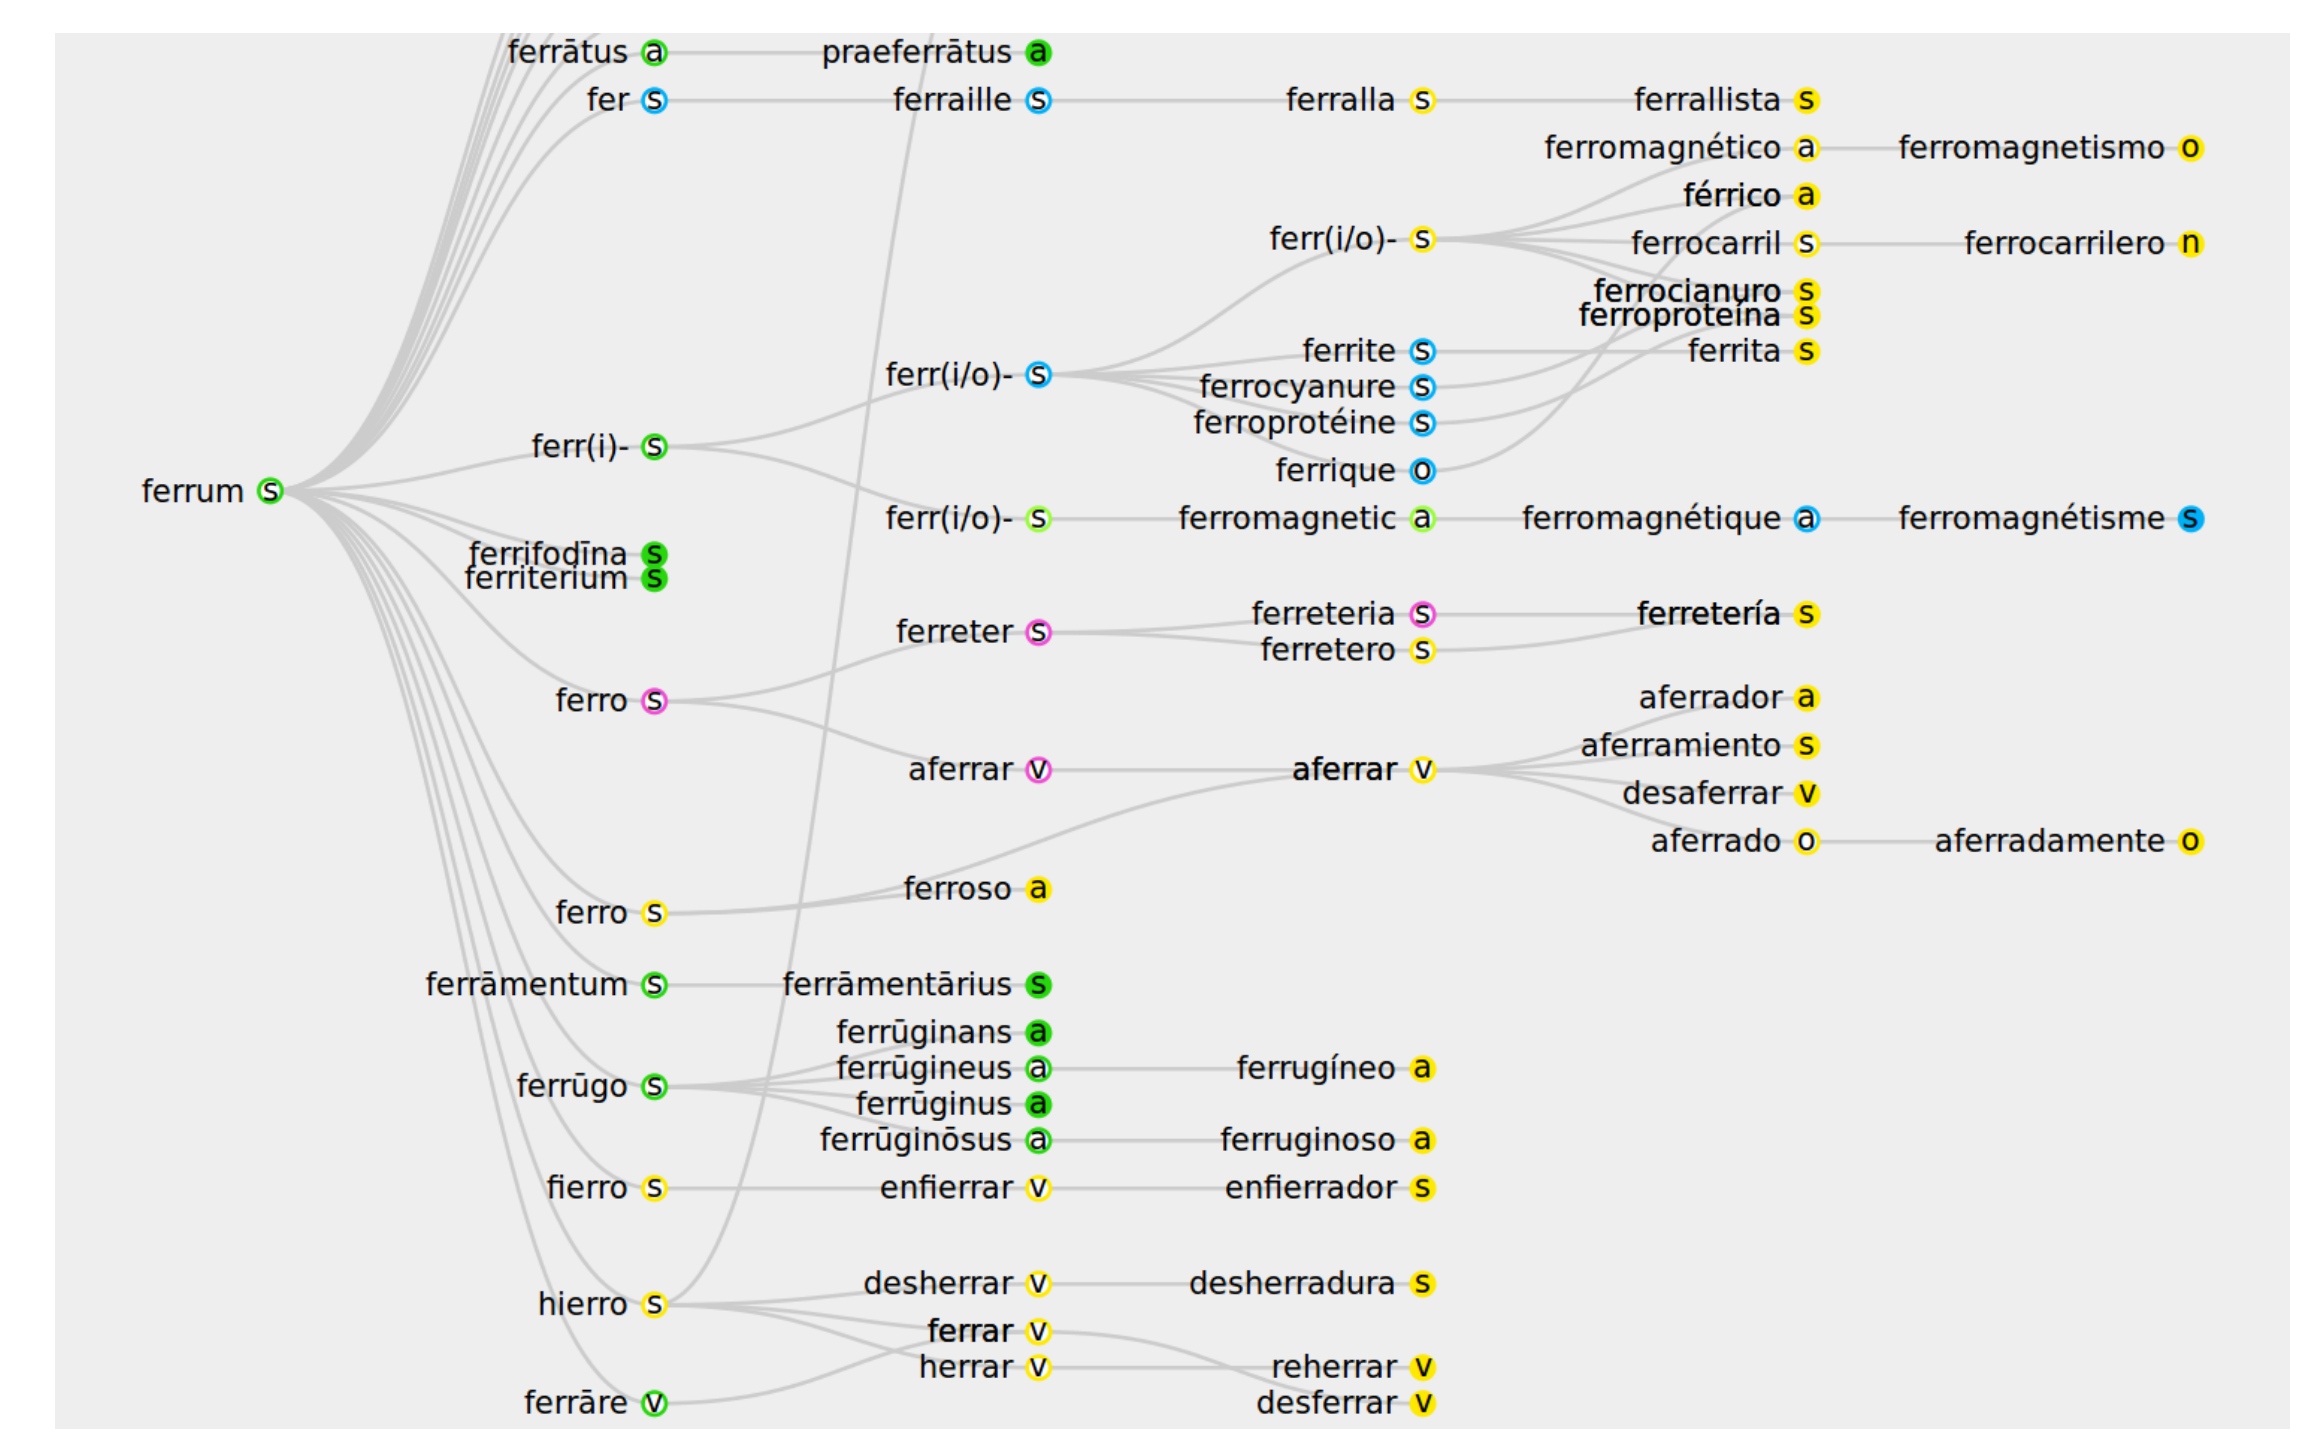 ferrātus a praeferrātus a
fer s ferraille s ferralla s ferrallista s
ferromagnético a ferromagnetismo o
férrico a
ferr(i/o)- s
ferrocarril s ferrocarrilero n
ferrocianuro s
ferroproteína s
ferrite s ferrita s
ferr(i/o)- s
ferrocyanure s
ferroprotéine s
ferr(i)- s
ferrique o
ferrum s
ferr(i/o)- s ferromagnetic a ferromagnétique a ferromagnétisme s
ferrifodīna s
ferriterium s
ferreteria s ferretería s
ferreter s
ferretero s
ferro s
aferrador a
aferramiento s
aferrar v aferrar v
desaferrar v
aferrado o aferradamente o
ferroso a
ferro s
ferrāmentum s ferrāmentārius s
ferrūginans a
ferrūgineus a ferrugíneo a
ferrūgo s
ferrūginus a
ferrūginōsus a ferruginoso a
fierro s enfierrar v enfierrador s
desherrar v desherradura s
hierro s
ferrar v
herrar v reherrar v
ferrāre v desferrar v